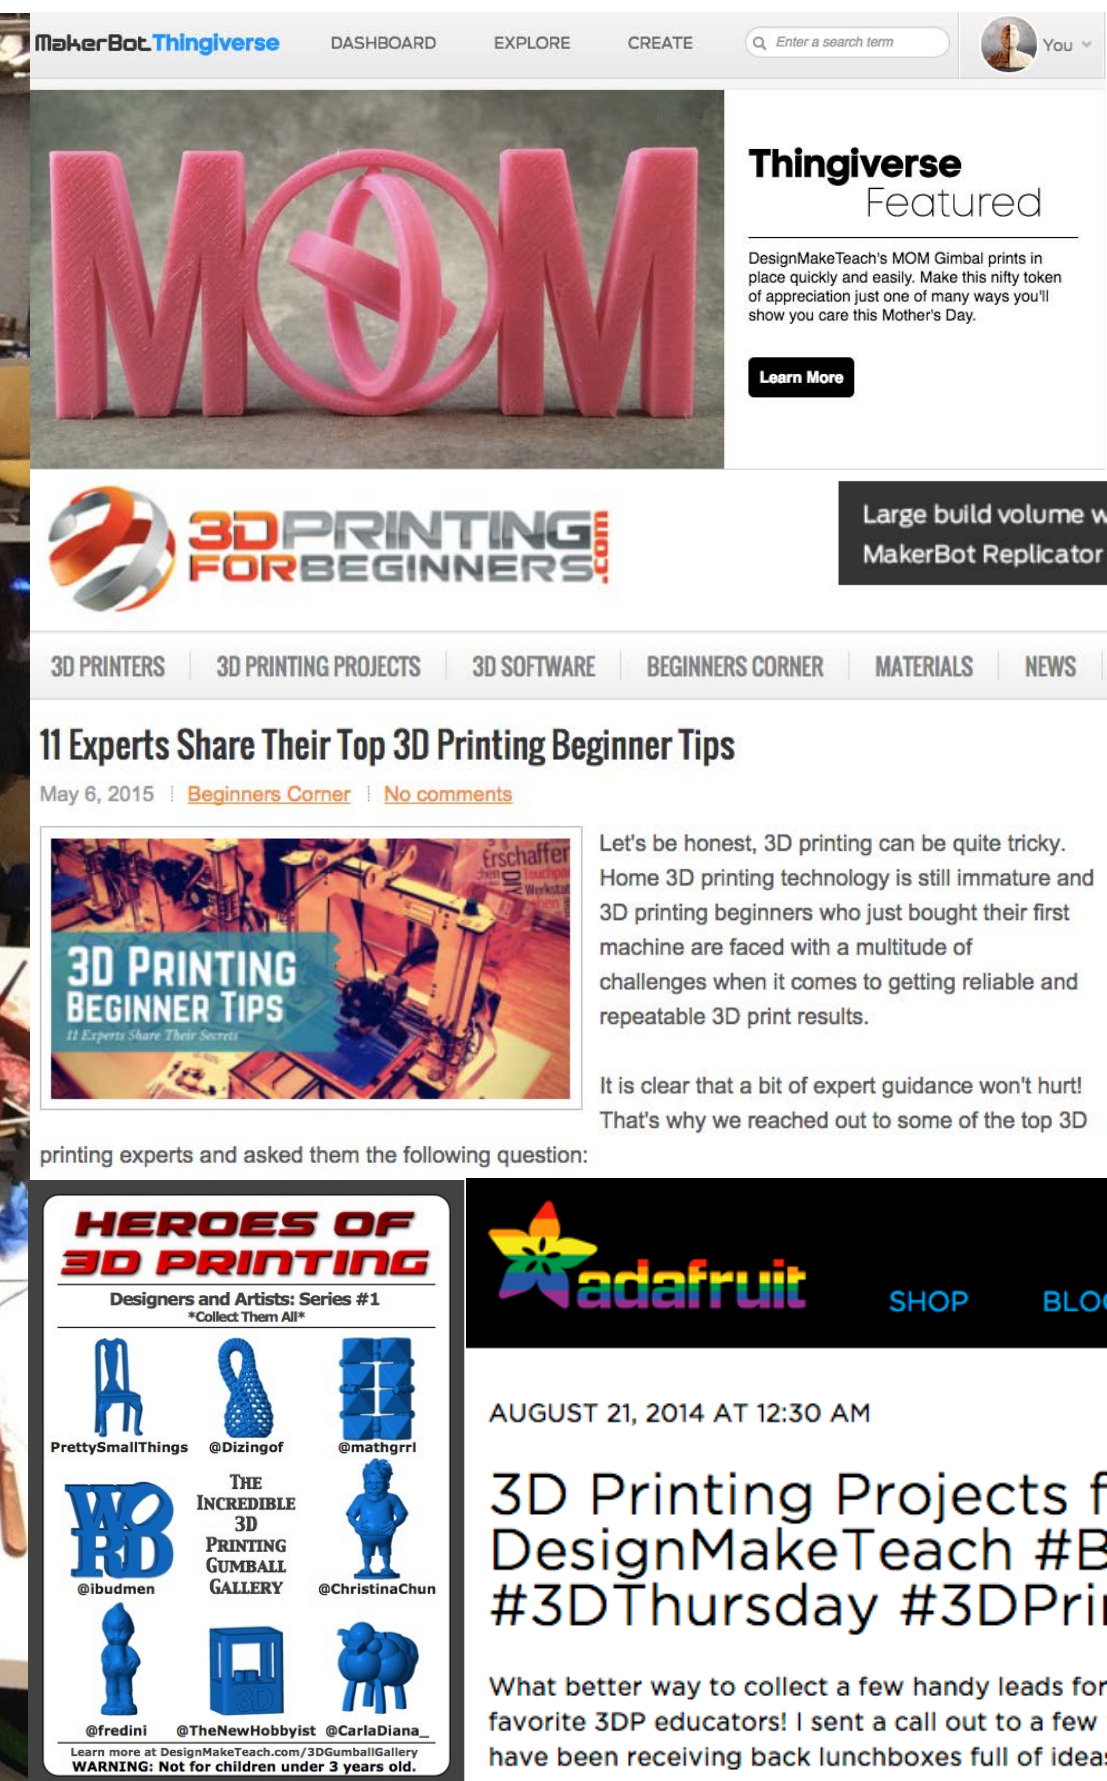 MakerBot Thingiverse
DASHBOARD
EXPLORE
CREATE
Enter a search term
You
MOM
Thingiverse
Featured
DesignMakeTeach's MOM Gimbal prints in
place quickly and easily. Make this nifty token
of appreciation just one of many ways you'll
show you care this Mother's Day.
Learn More
3DPRINTING
FORBEGINNERS
.com
Large build volume w
MakerBot Replicator
3D PRINTERS
3D PRINTING PROJECTS
3D SOFTWARE
BEGINNERS CORNER
MATERIALS
NEWS
11 Experts Share Their Top 3D Printing Beginner Tips
May 6, 2015
Beginners Corner
No comments
Erschaffer
DIY
Touchpo
Werkstat
3D PRINTING
BEGINNER TIPS
11 Experts Share Their Secrets
Let's be honest, 3D printing can be quite tricky.
Home 3D printing technology is still immature and
3D printing beginners who just bought their first
machine are faced with a multitude of
challenges when it comes to getting reliable and
repeatable 3D print results.
It is clear that a bit of expert guidance won't hurt!
That's why we reached out to some of the top 3D
printing experts and asked them the following question:
HEROES OF
3D PRINTING
Designers and Artists: Series #1
*Collect Them All*
PrettySmallThings
@Dizingof
@mathgrrl
WORD
THE
INCREDIBLE
3D
PRINTING
GUMBALL
GALLERY
@ibudmen
@ChristinaChun
3D
@fredini
@TheNewHobbyist
@CarlaDiana_
Learn more at DesignMakeTeach.com/3DGumballGallery
WARNING: Not for children under 3 years old.
adafruit
SHOP
BLOG
AUGUST 21, 2014 AT 12:30 AM
3D Printing Projects f
DesignMakeTeach #B
#3DThursday #3DPrin
What better way to collect a few handy leads for
favorite 3DP educators! I sent a call out to a few
have been receiving back lunchboxes full of ideas